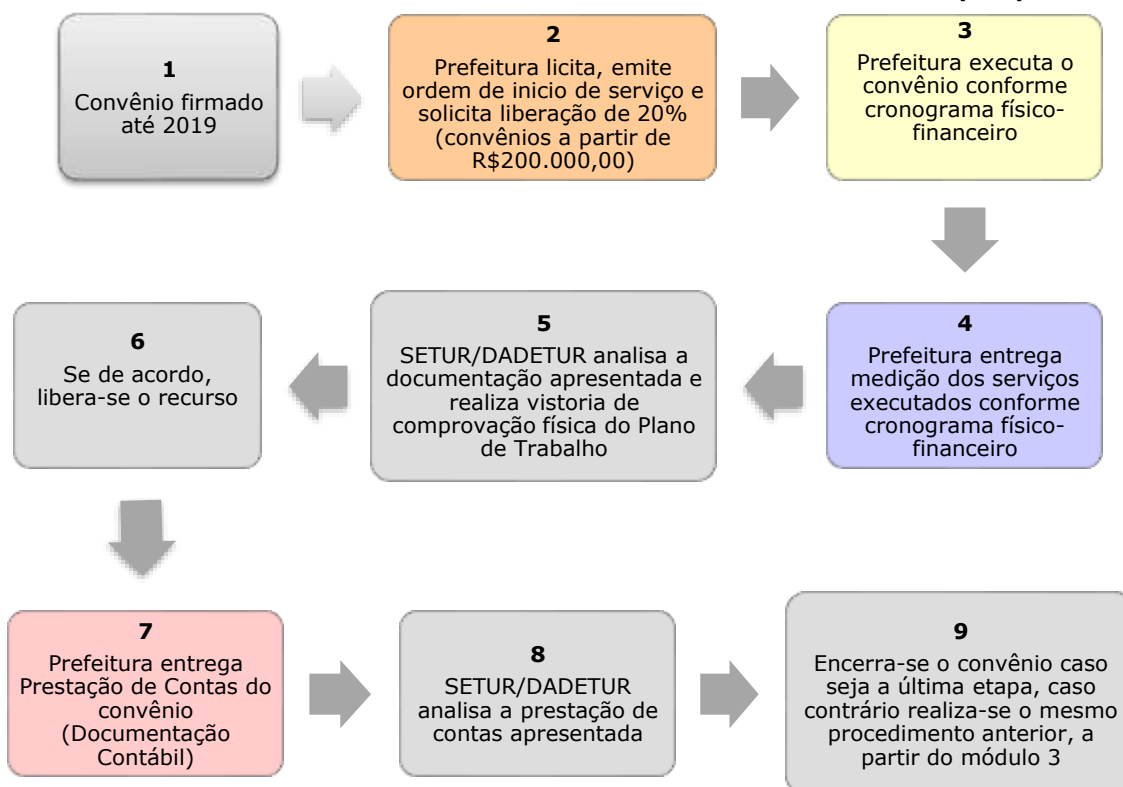 1
Convênio firmado
até 2019
2
Prefeitura licita, emite
ordem de inicio de serviço e
solicita liberação de 20%
(convênios a partir de
R$200.000,00)
3
Prefeitura executa o
convênio conforme
cronograma físico-
financeiro
4
Prefeitura entrega
medição dos serviços
executados conforme
cronograma físico-
financeiro
5
SETUR/DADETUR analisa a
documentação apresentada e
realiza vistoria de
comprovação física do Plano
de Trabalho
6
Se de acordo,
libera-se o recurso
7
Prefeitura entrega
Prestação de Contas do
convênio
(Documentação
Contábil)
8
SETUR/DADETUR
analisa a prestação de
contas apresentada
9
Encerra-se o convênio caso
seja a última etapa, caso
contrário realiza-se o mesmo
procedimento anterior, a
partir do módulo 3